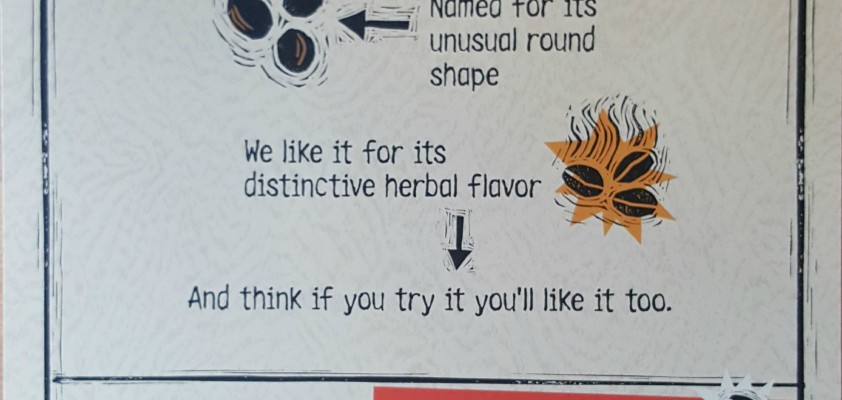 Named for its
unusual round
shape
We like it for its
distinctive herbal flavor
And think if you try it you'll like it too.